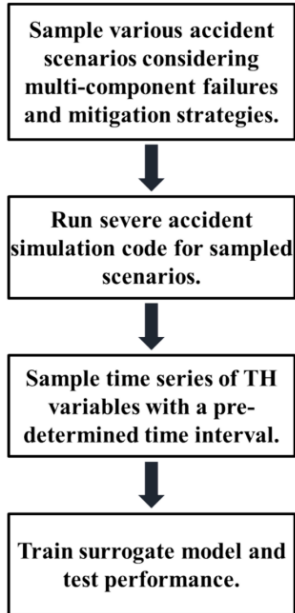 Sample various accident
scenarios considering
multi-component failures
and mitigation strategies.
Run severe accident
simulation code for sampled
scenarios.
Sample time series of TH
variables with a pre-
determined time interval.
Train surrogate model and
test performance.